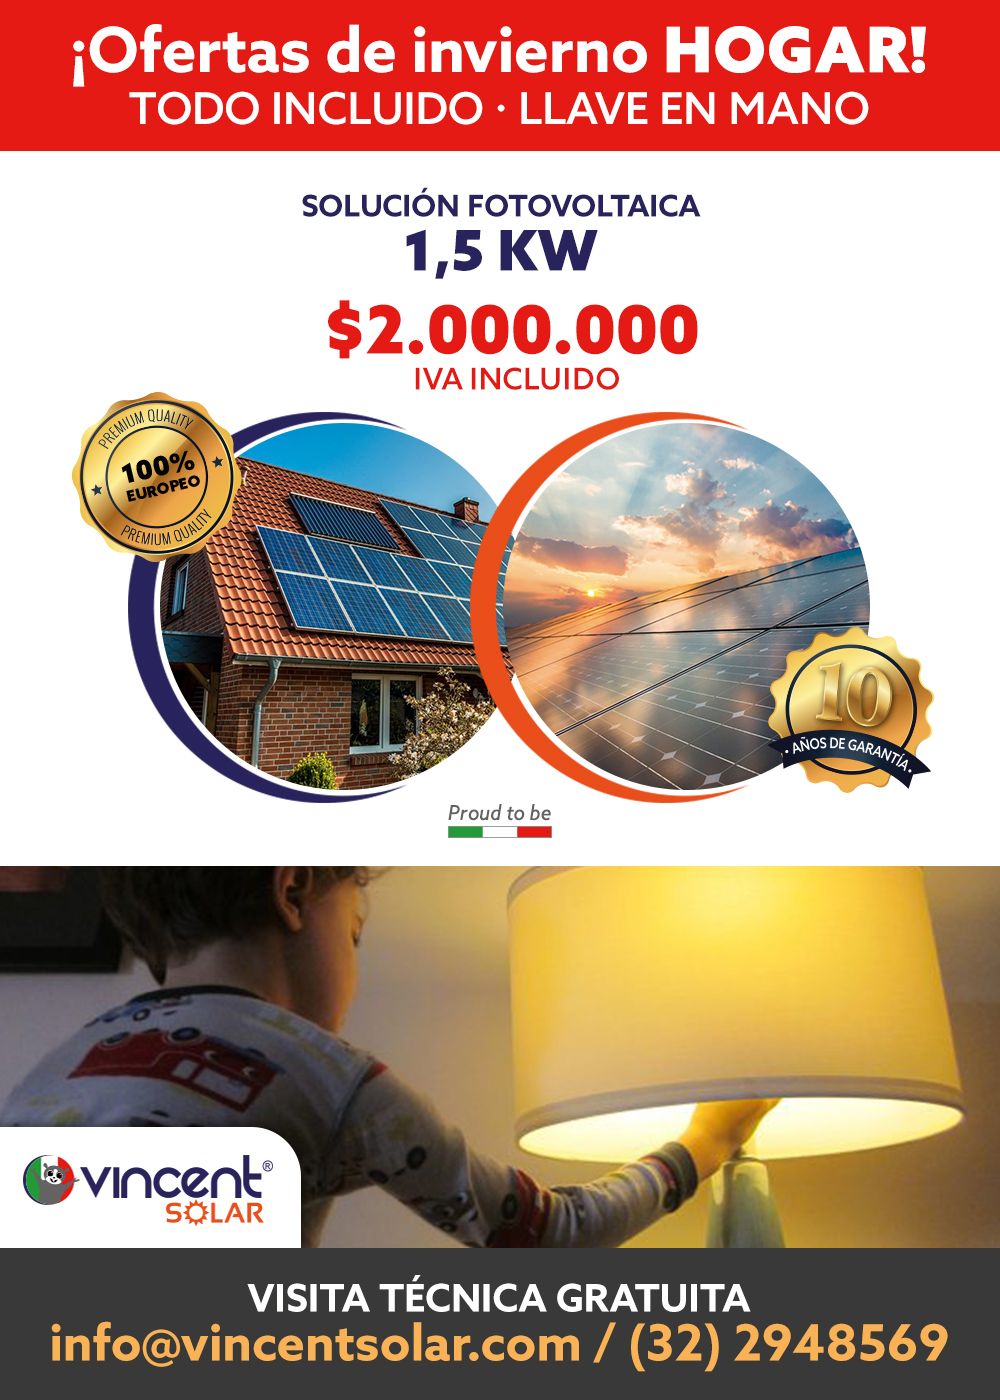 ¡Ofertas de invierno HOGAR!
TODO INCLUIDO · LLAVE EN MANO
SOLUCIÓN FOTOVOLTAICA
1,5 KW
$2.000.000
IVA INCLUIDO
PREMIUM QUALITY
100%
EUROPEO
PREMIUM QUALITY
10
· AÑOS DE GARANTÍA.·
Proud to be
vincent®
SOLAR
VISITA TÉCNICA GRATUITA
info@vincentsolar.com / (32) 2948569